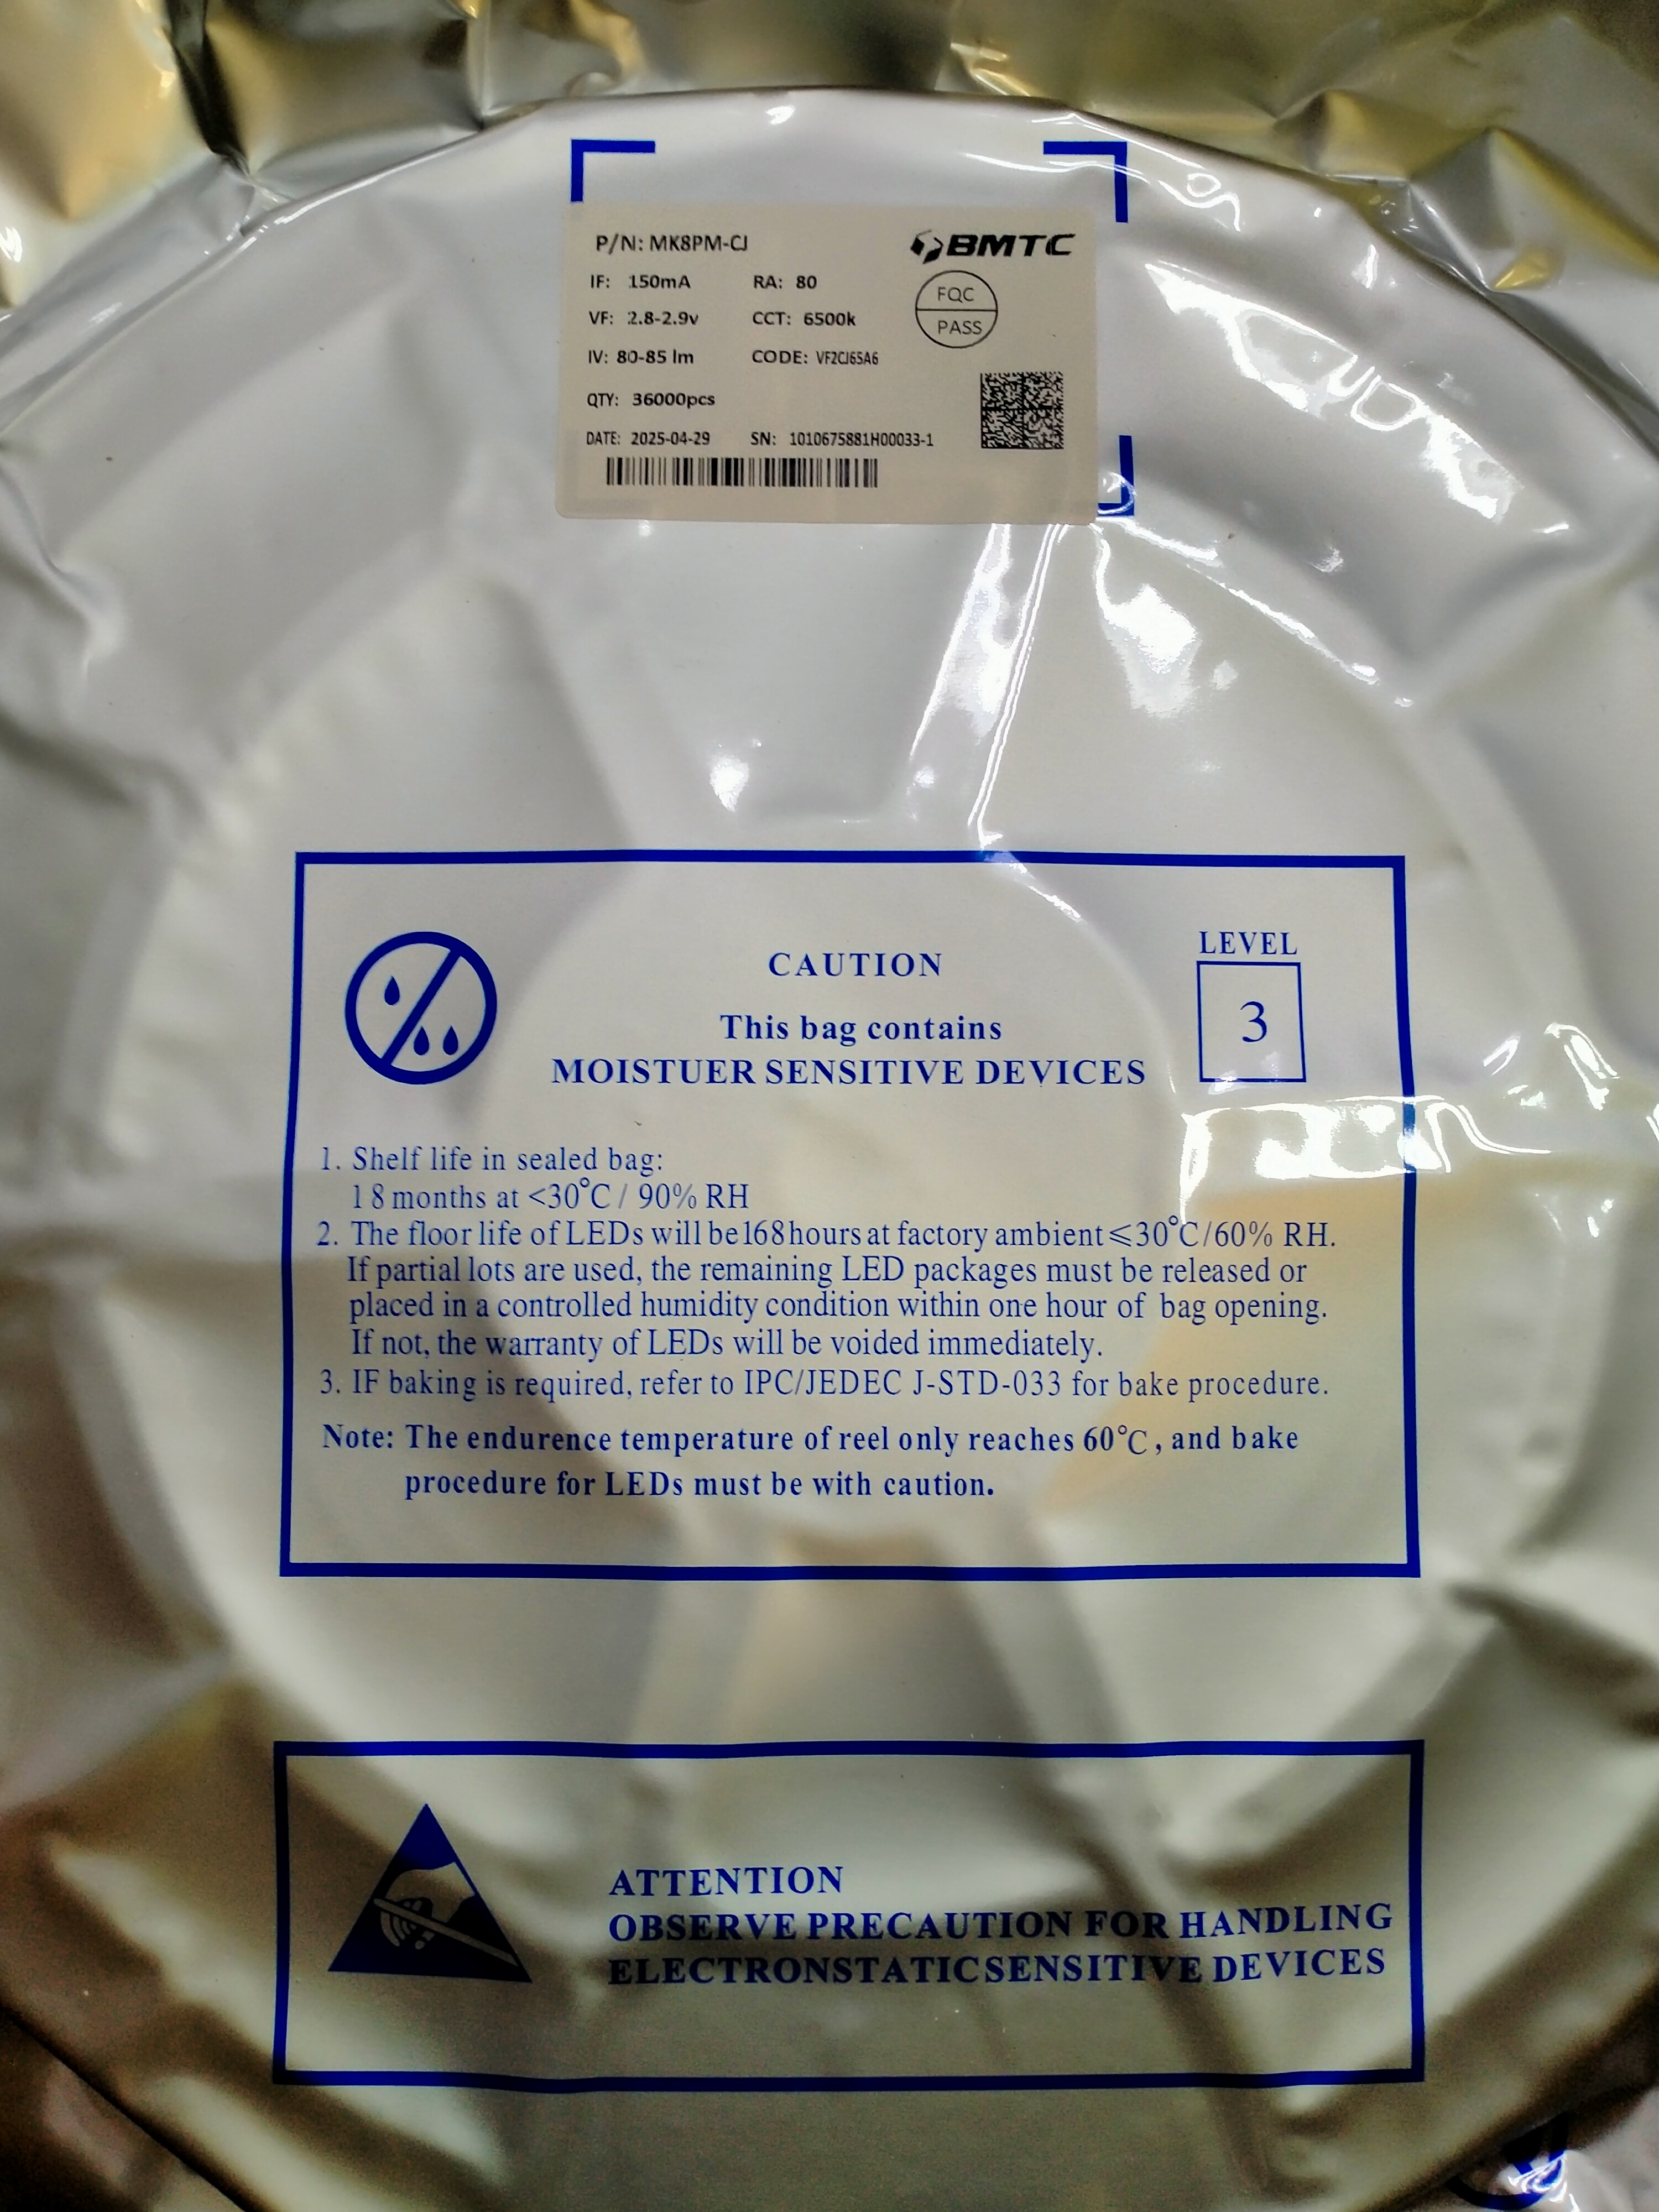 P/N: MK8PM-CJ
BMTC
IF: 150mA RA: 80
FQC
PASS
VF: 2.8-2.9v CCT: 6500k
IV: 80-85 lm CODE: VF2CJ65A6
QTY: 36000pcs
DATE: 2025-04-29 SN: 1010675881H00033-1
LEVEL
3
CAUTION
This bag contains
MOISTUER SENSITIVE DEVICES
1. Shelf life in sealed bag:
18 months at <30°C / 90% RH
2. The floor life of LEDs will be 168 hours at factory ambient ⩽30°C/60% RH.
If partial lots are used, the remaining LED packages must be released or
placed in a controlled humidity condition within one hour of bag opening.
If not, the warranty of LEDs will be voided immediately.
3. IF baking is required, refer to IPC/JEDEC J-STD-033 for bake procedure.
Note: The endurence temperature of reel only reaches 60°C, and bake
procedure for LEDs must be with caution.
ATTENTION
OBSERVE PRECAUTION FOR HANDLING
ELECTRONSTATIC SENSITIVE DEVICES